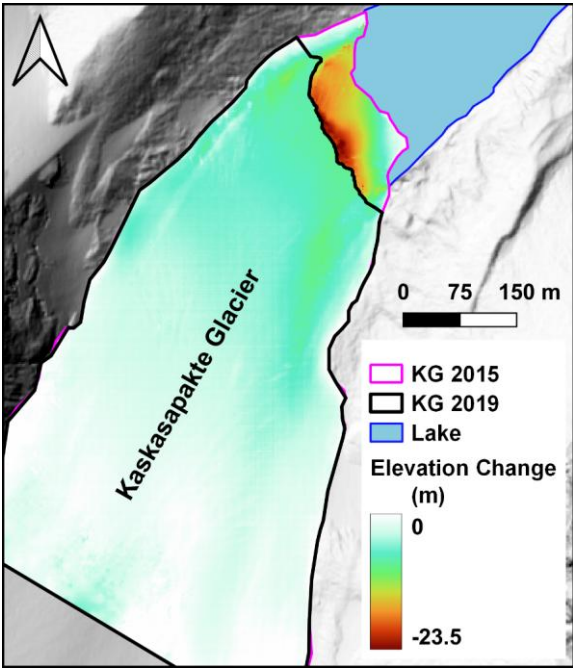 Kaskasapakte Glacier
0 75 150 m
KG 2015
KG 2019
Lake
Elevation Change
(m)
0
-23.5